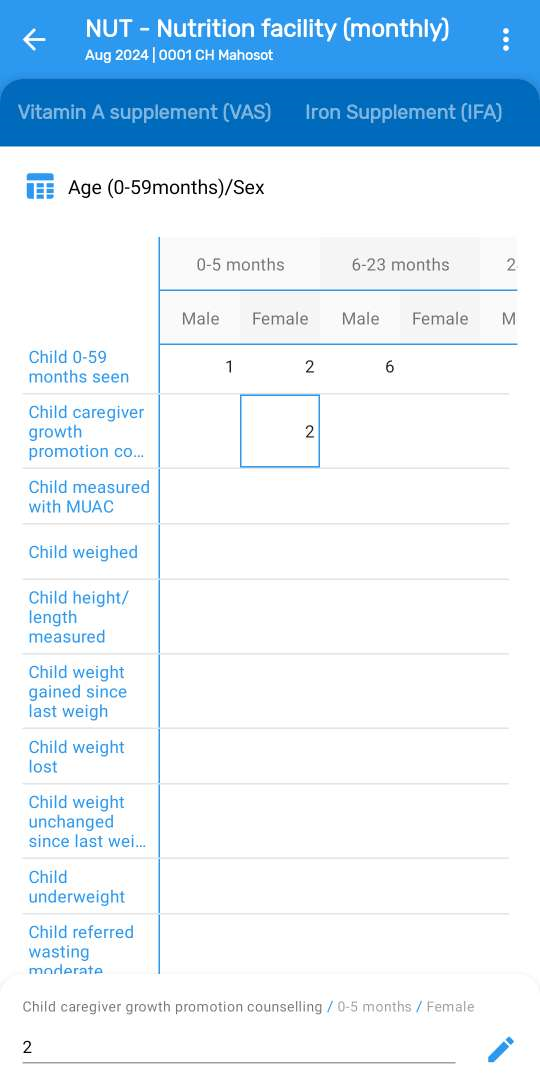 NUT - Nutrition facility (monthly)
Aug 2024 | 0001 CH Mahosot
Vitamin A supplement (VAS) Iron Supplement (IFA)
Age (0-59months)/Sex
0-5 months 6-23 months 2
Male Female Male Female M
Child 0-59
months seen
1 2 6
Child caregiver
growth
promotion co...
2
Child measured
with MUAC
Child weighed
Child height/
length
measured
Child weight
gained since
last weigh
Child weight
lost
Child weight
unchanged
since last wei...
Child
underweight
Child referred
wasting
moderate
Child caregiver growth promotion counselling / 0-5 months / Female
2